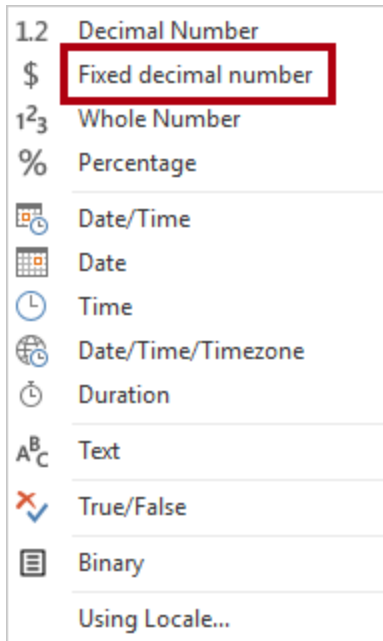 1.2 Decimal Number
$ Fixed decimal number
1²3 Whole Number
% Percentage
Date/Time
Date
Time
Date/Time/Timezone
Duration
ABC Text
True/False
Binary
Using Locale...